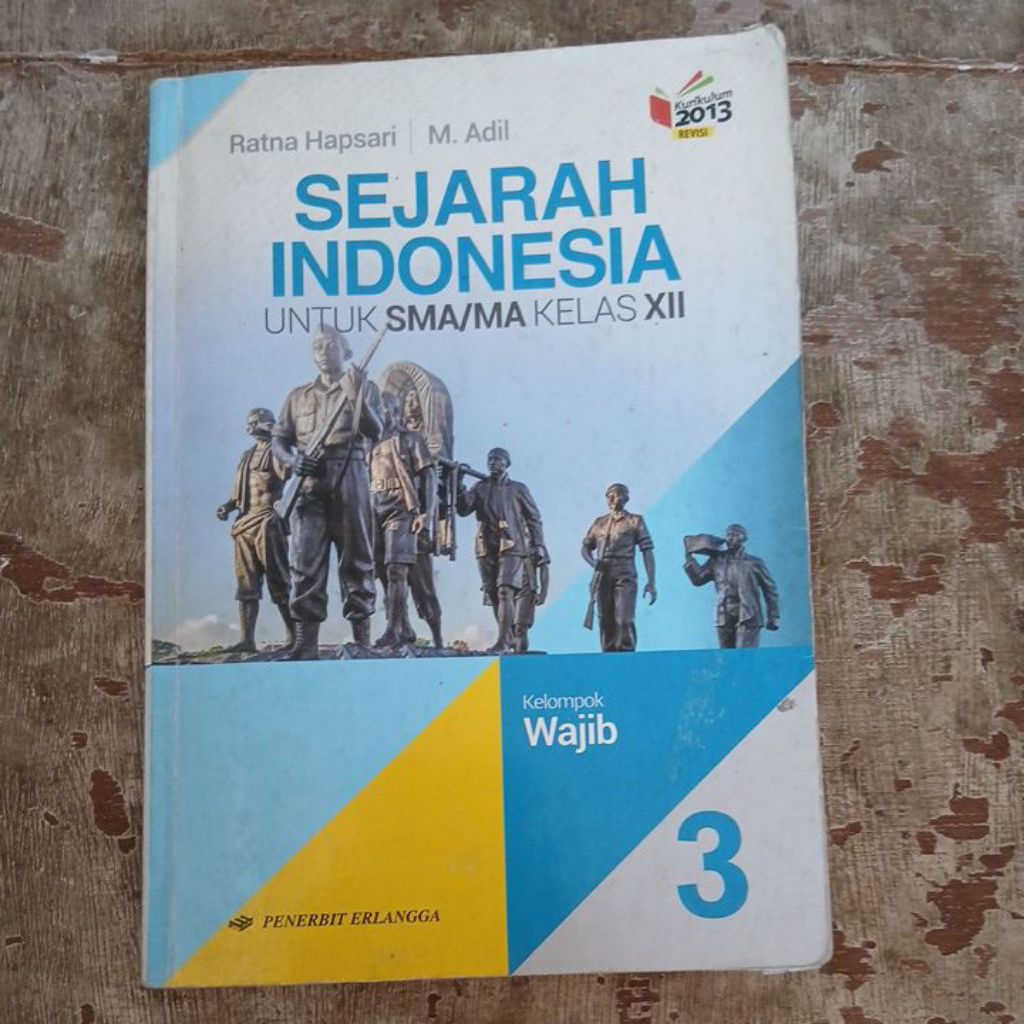 Ratna Hapsari | M. Adil
Kurikulum
2013
REVISI
SEJARAH
INDONESIA
UNTUK SMA/MA KELAS XII
Kelompok
Wajib
3
PENERBIT ERLANGGA